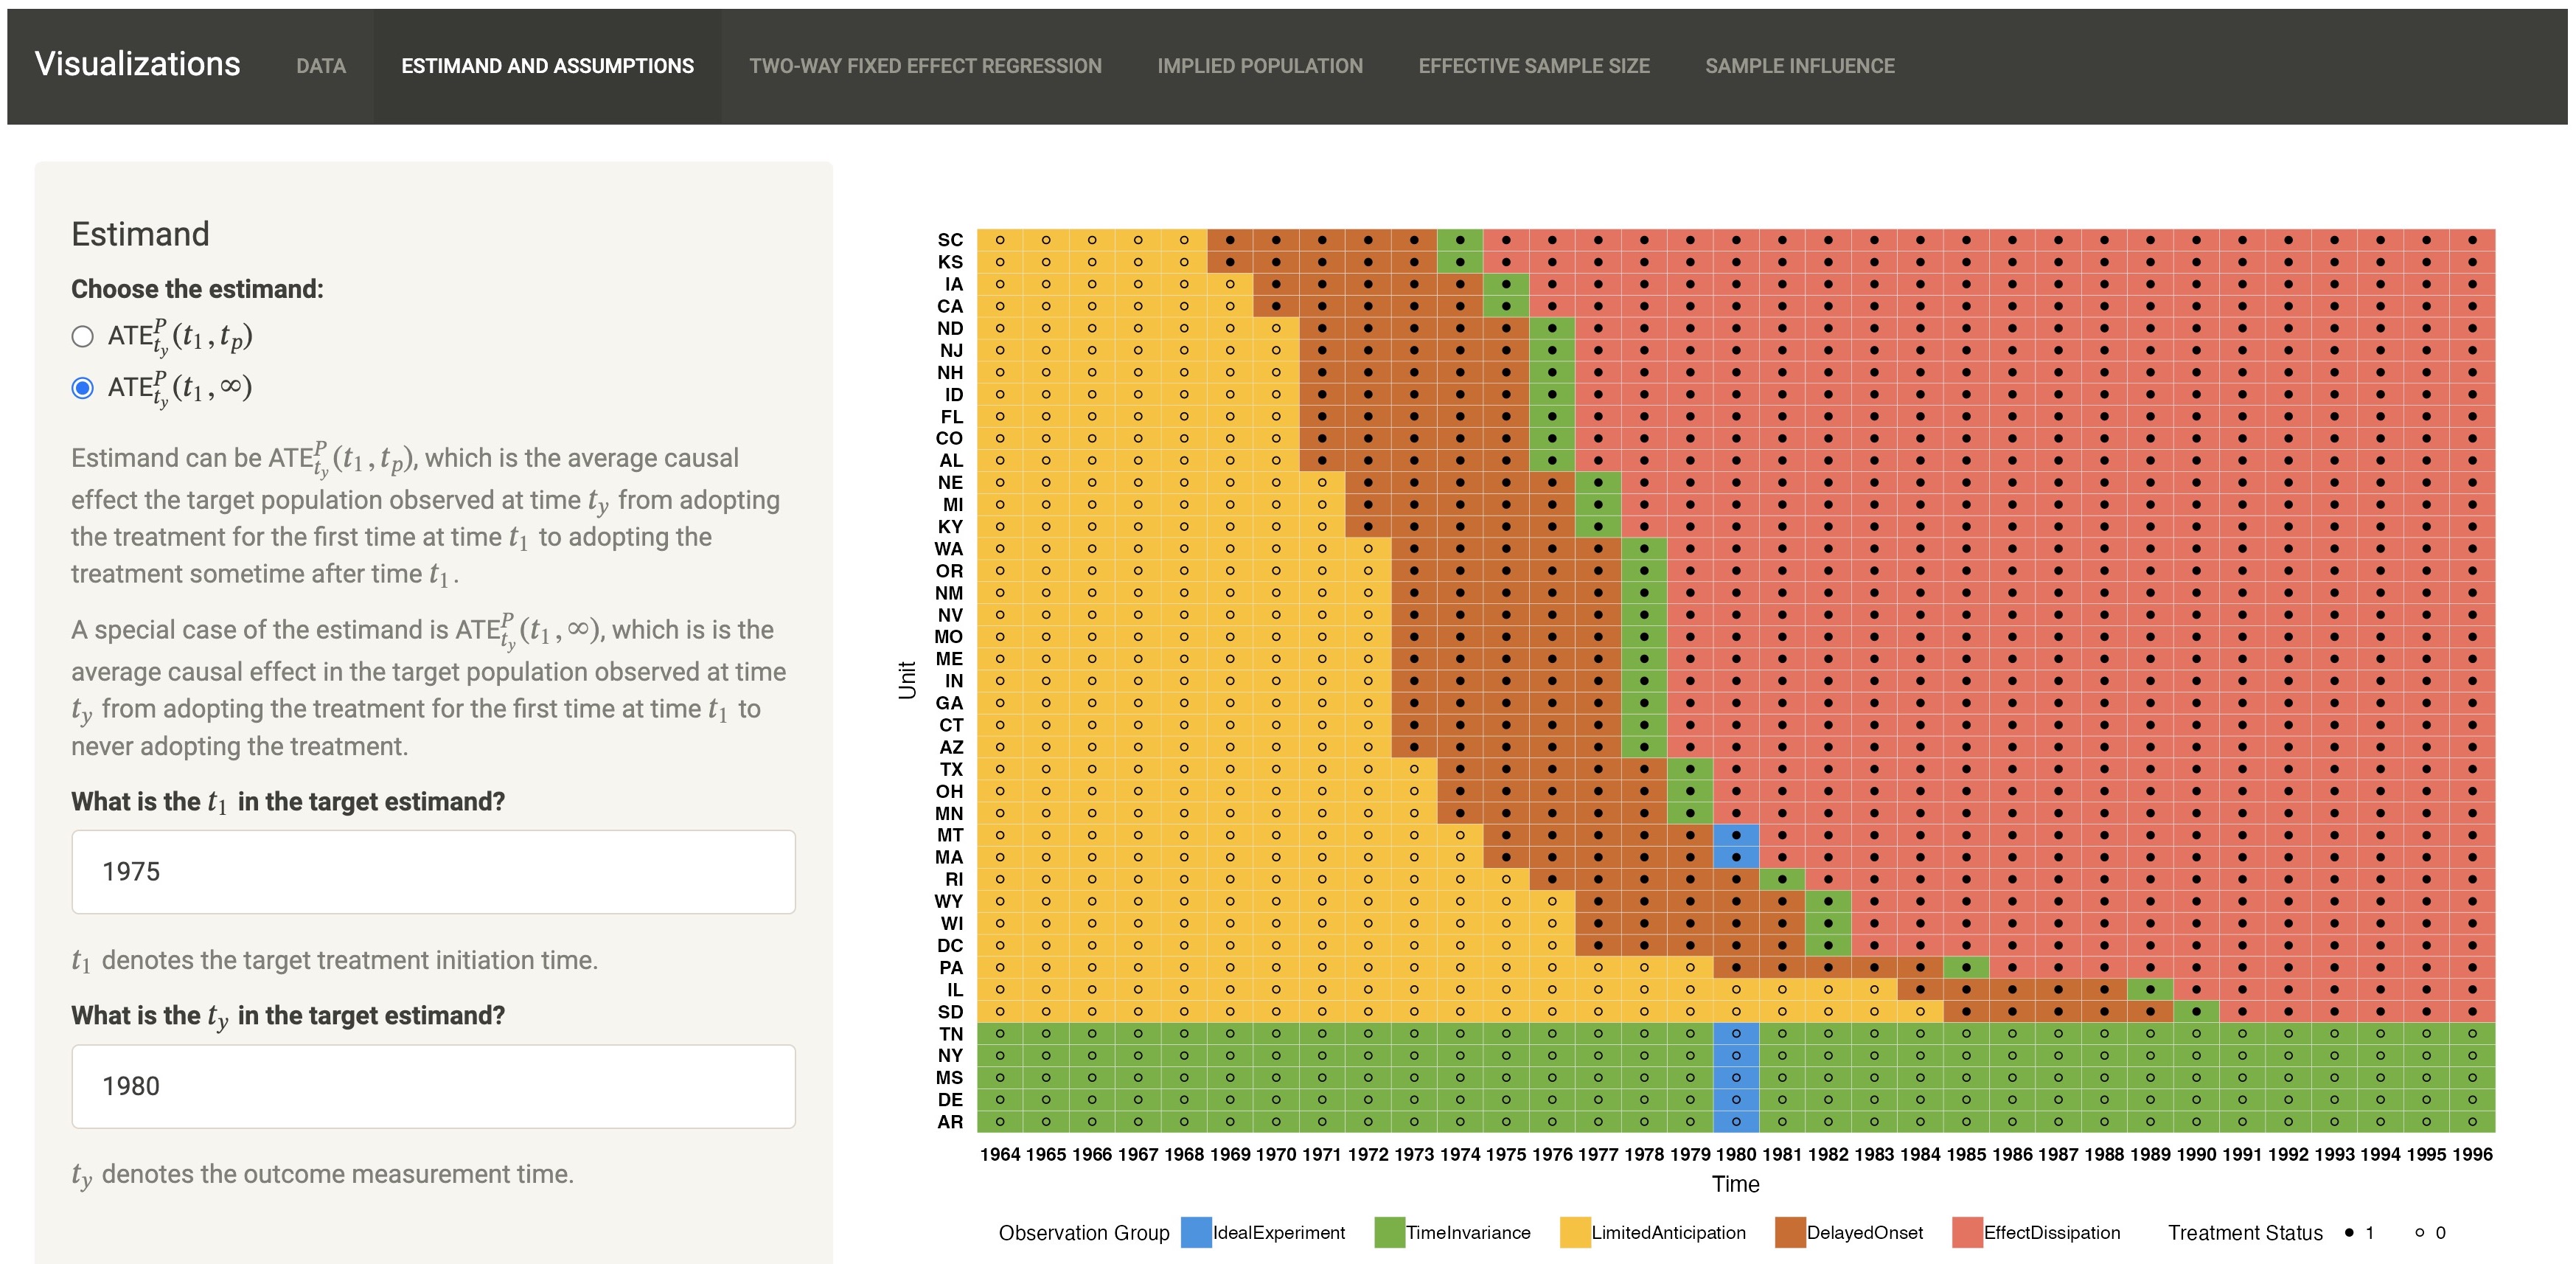 Visualizations DATA ESTIMAND AND ASSUMPTIONS TWO-WAY FIXED EFFECT REGRESSION IMPLIED POPULATION EFFECTIVE SAMPLE SIZE SAMPLE INFLUENCE
Estimand
Choose the estimand:
ATE^P_{t_y}(t_1, t_p)
ATE^P_{t_y}(t_1, ∞)
Estimand can be ATE^P_{t_y}(t_1, t_p), which is the average causal
effect the target population observed at time t_y from adopting
the treatment for the first time at time t_1 to adopting the
treatment sometime after time t_1.
A special case of the estimand is ATE^P_{t_y}(t_1, ∞), which is is the
average causal effect in the target population observed at time
t_y from adopting the treatment for the first time at time t_1 to
never adopting the treatment.
What is the t_1 in the target estimand?
1975
t_1 denotes the target treatment initiation time.
What is the t_y in the target estimand?
1980
t_y denotes the outcome measurement time.
Unit
SC
KS
IA
CA
ND
NJ
NH
ID
FL
CO
AL
NE
MI
KY
WA
OR
NM
NV
MO
ME
IN
GA
CT
AZ
TX
OH
MN
MT
MA
RI
WY
WI
DC
PA
IL
SD
TN
NY
MS
DE
AR
1964 1965 1966 1967 1968 1969 1970 1971 1972 1973 1974 1975 1976 1977 1978 1979 1980 1981 1982 1983 1984 1985 1986 1987 1988 1989 1990 1991 1992 1993 1994 1995 1996
Time
Observation Group IdealExperiment TimeInvariance LimitedAnticipation DelayedOnset EffectDissipation Treatment Status 1 0